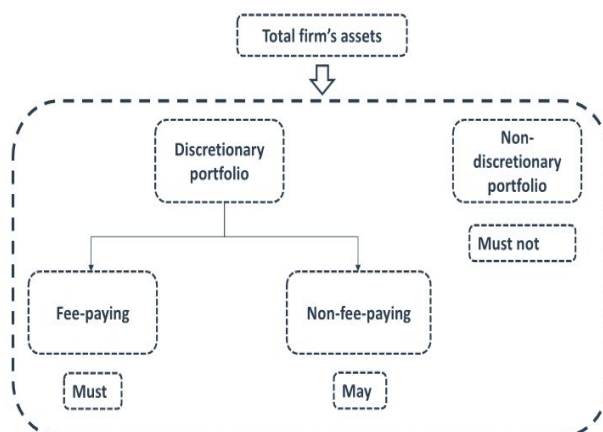 Total firm's assets
Discretionary
portfolio
Non-
discretionary
portfolio
Must not
Fee-paying
Non-fee-paying
Must
May